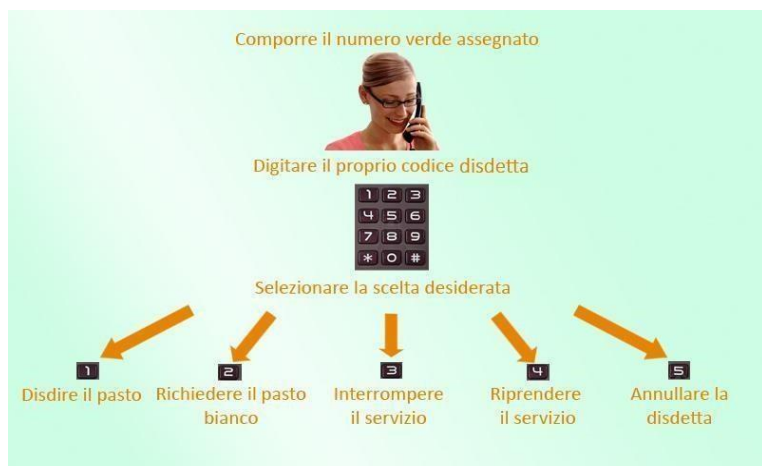 Comporre il numero verde assegnato
Digitare il proprio codice disdetta
1 2 3
4 5 6
7 8 9
* 0 #
Selezionare la scelta desiderata
1
Disdire il pasto
2
Richiedere il pasto
bianco
3
Interrompere
il servizio
4
Riprendere
il servizio
5
Annullare la
disdetta